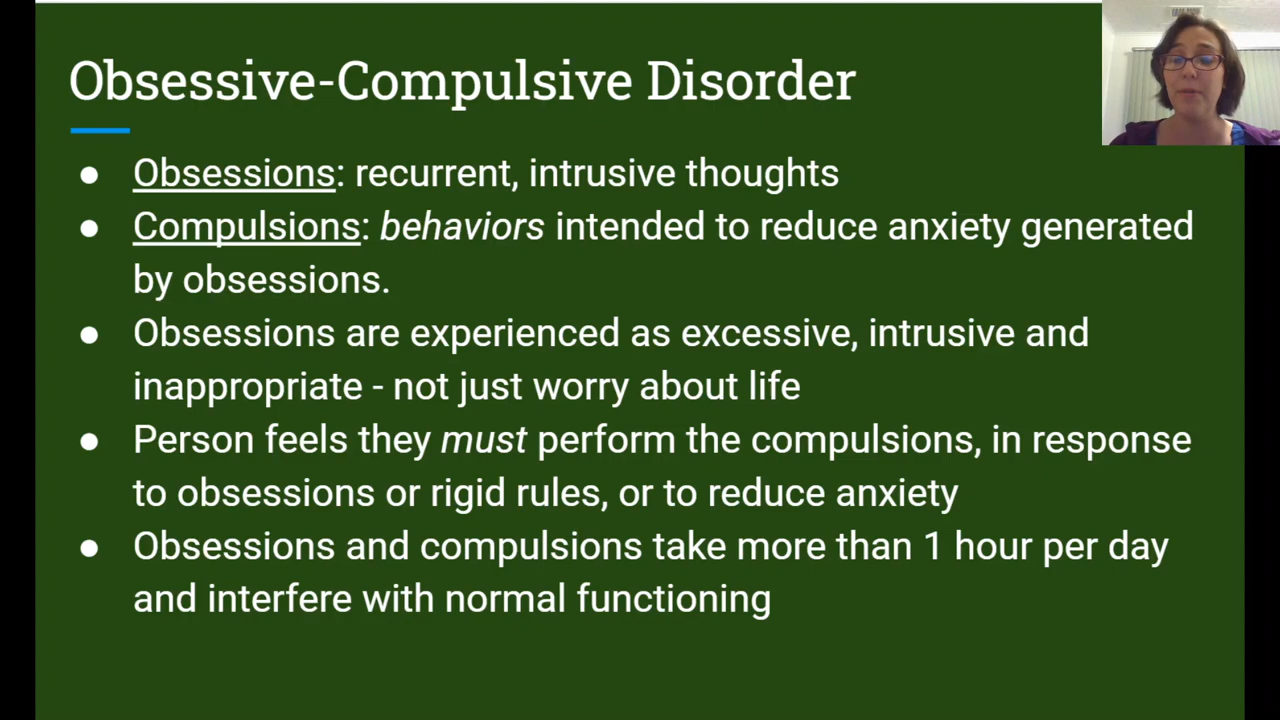 Obsessive-Compulsive Disorder
● Obsessions: recurrent, intrusive thoughts
● Compulsions: behaviors intended to reduce anxiety generated
by obsessions.
● Obsessions are experienced as excessive, intrusive and
inappropriate - not just worry about life
● Person feels they must perform the compulsions, in response
to obsessions or rigid rules, or to reduce anxiety
● Obsessions and compulsions take more than 1 hour per day
and interfere with normal functioning